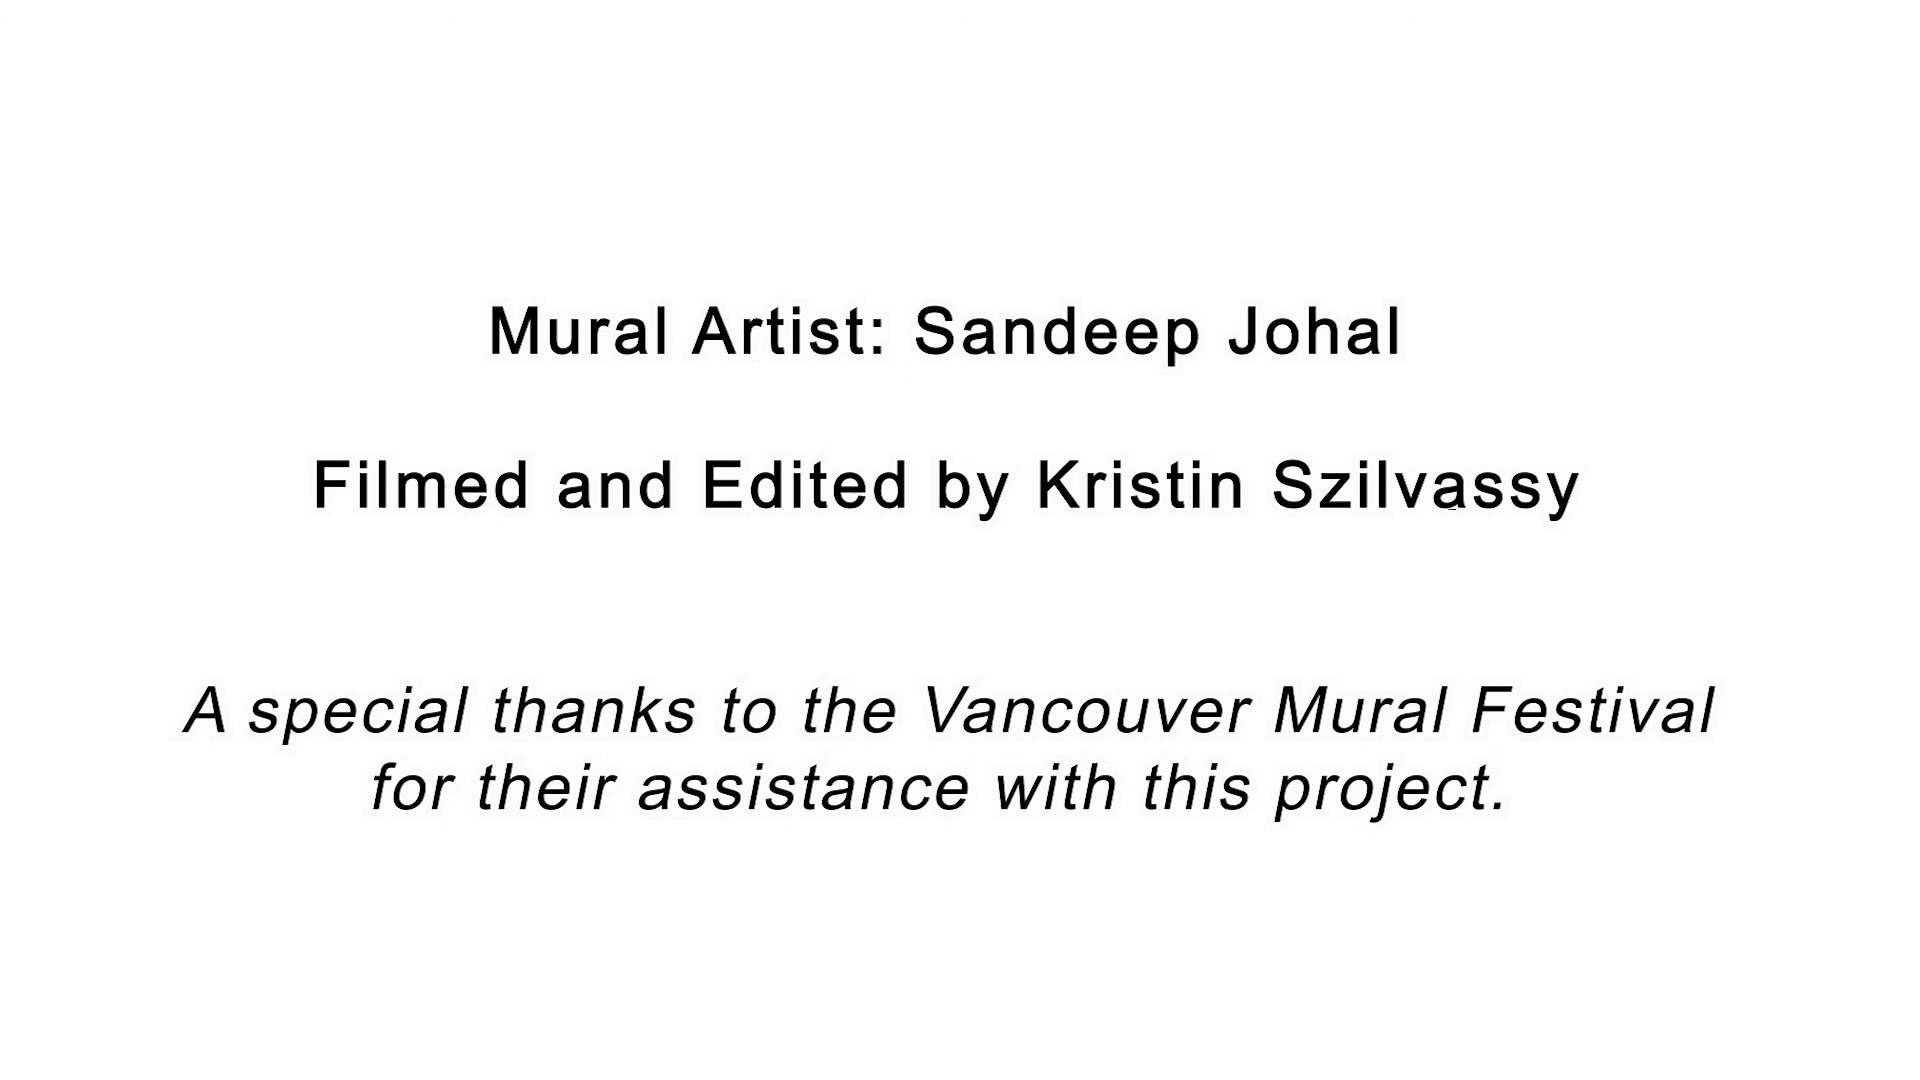 Mural Artist: Sandeep Johal
Filmed and Edited by Kristin Szilvassy
A special thanks to the Vancouver Mural Festival
for their assistance with this project.